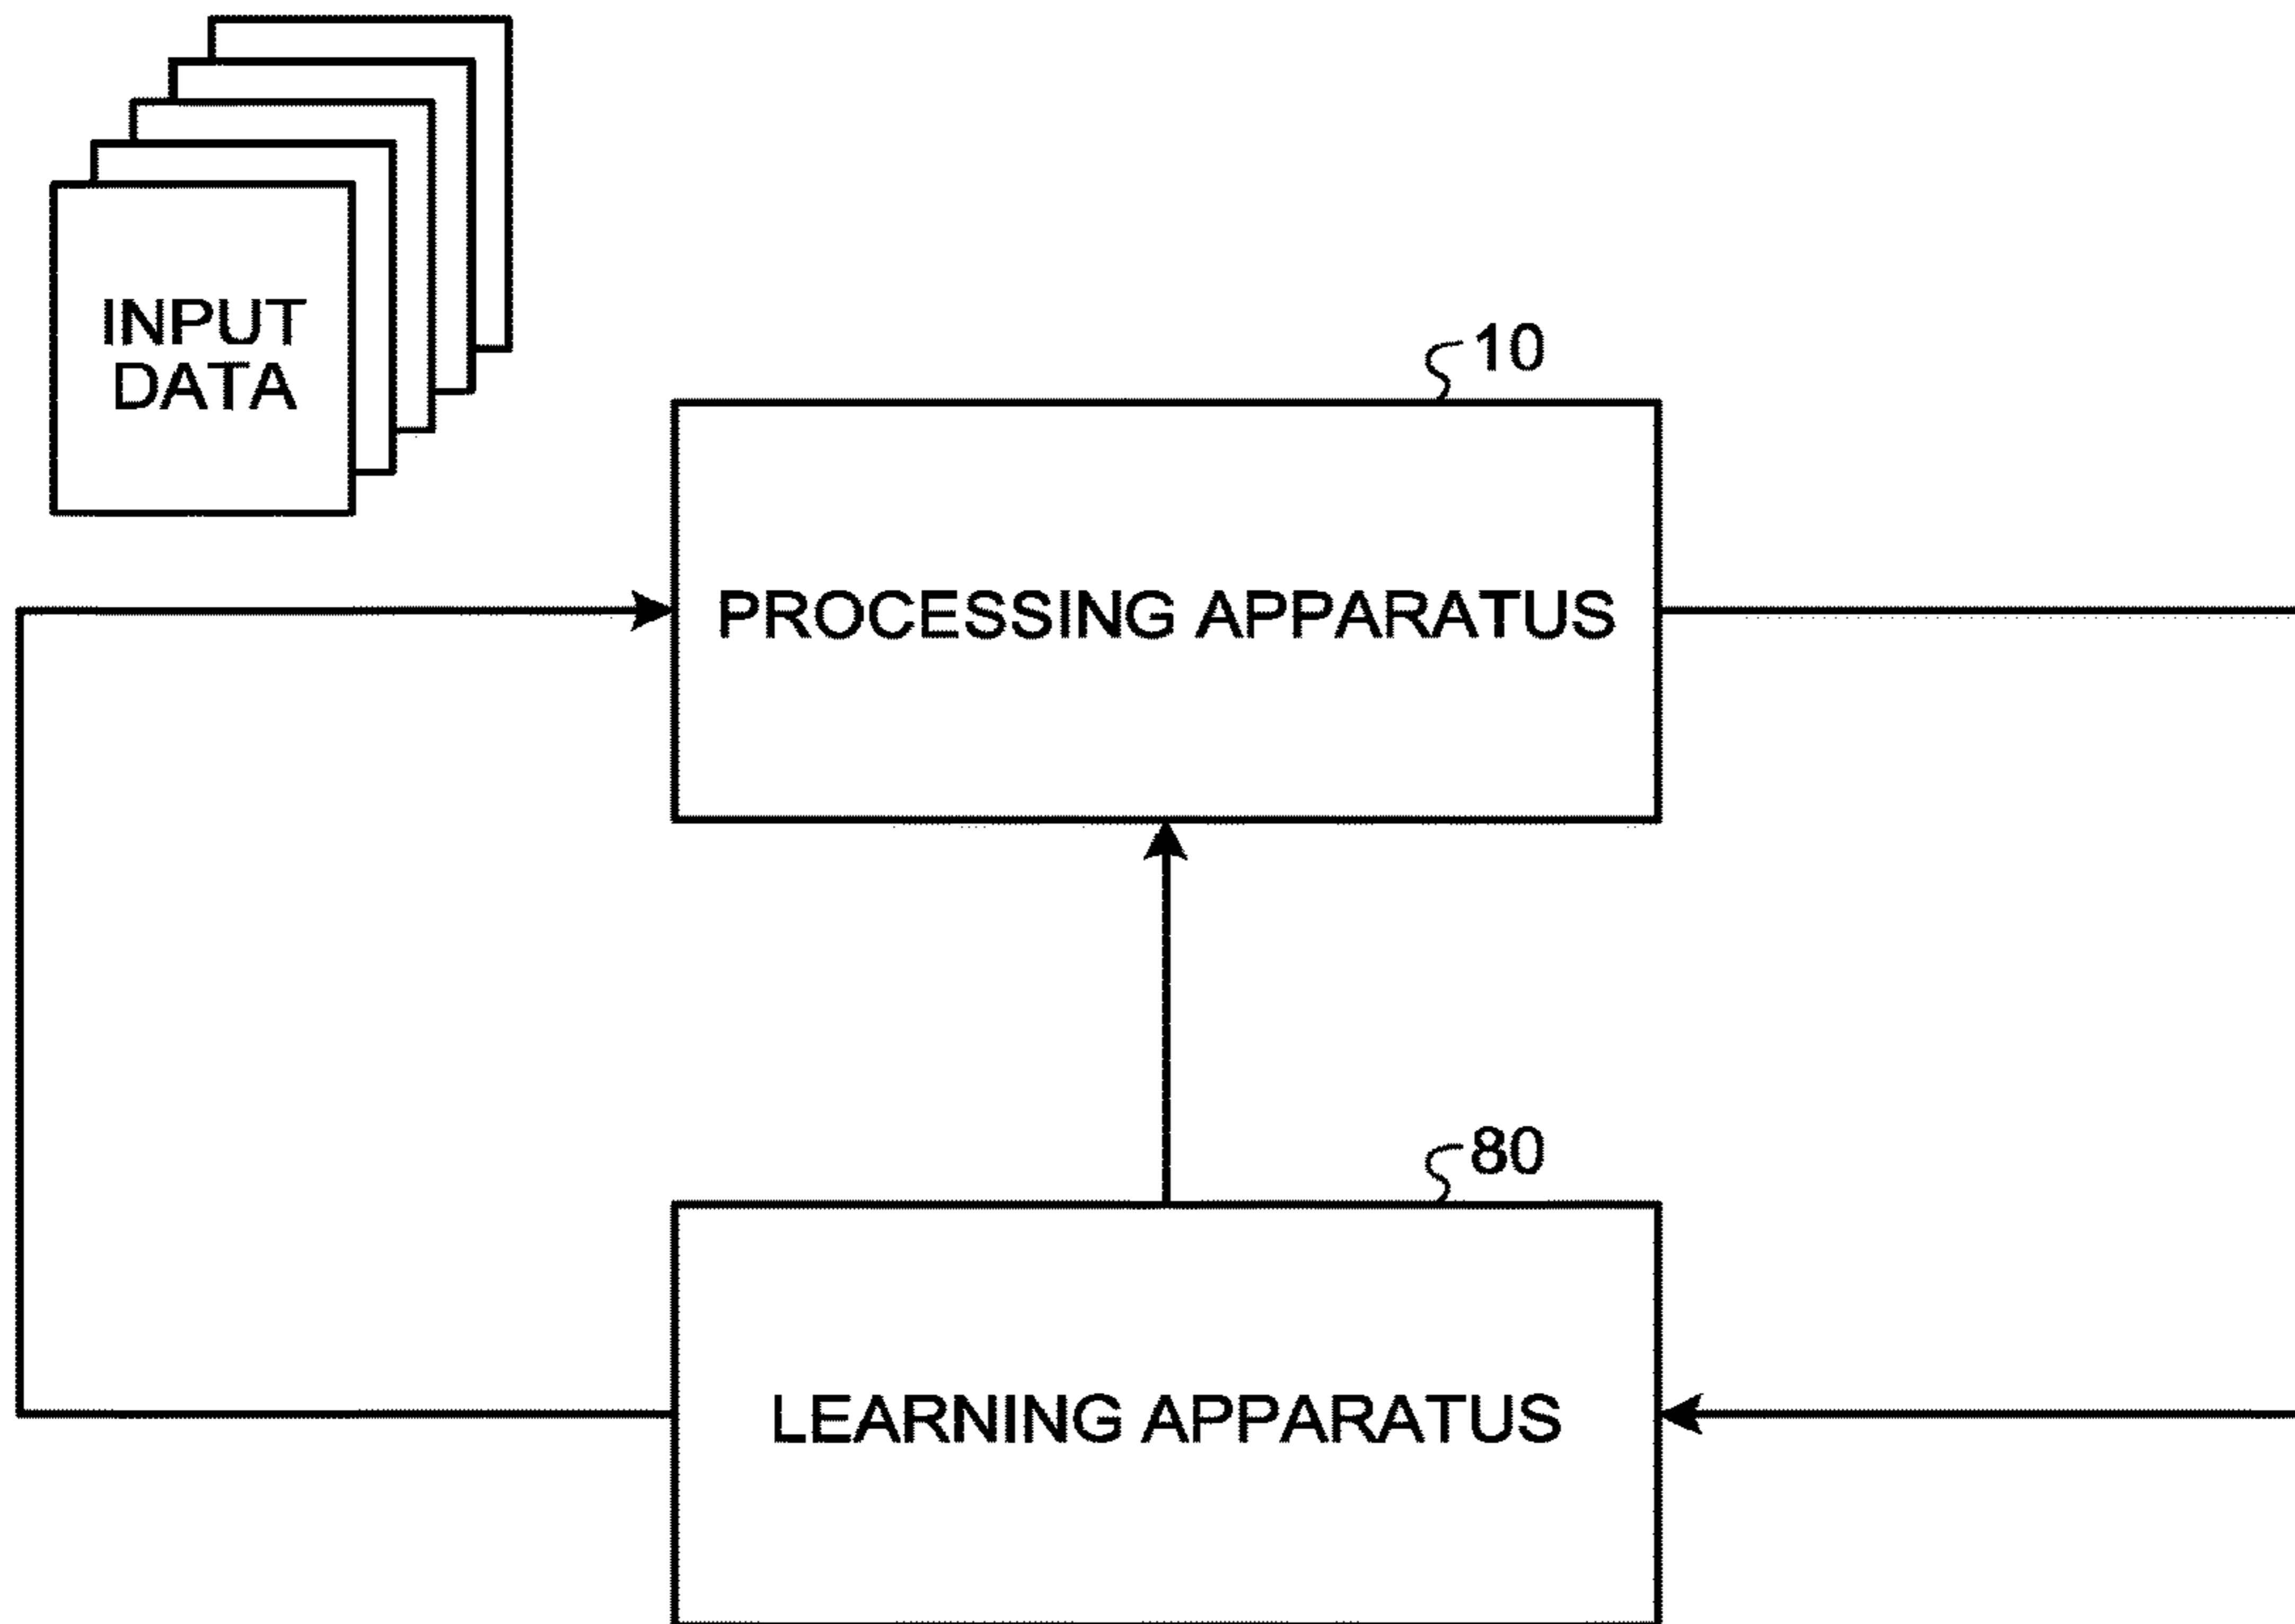 INPUT
DATA
10
PROCESSING APPARATUS
80
LEARNING APPARATUS